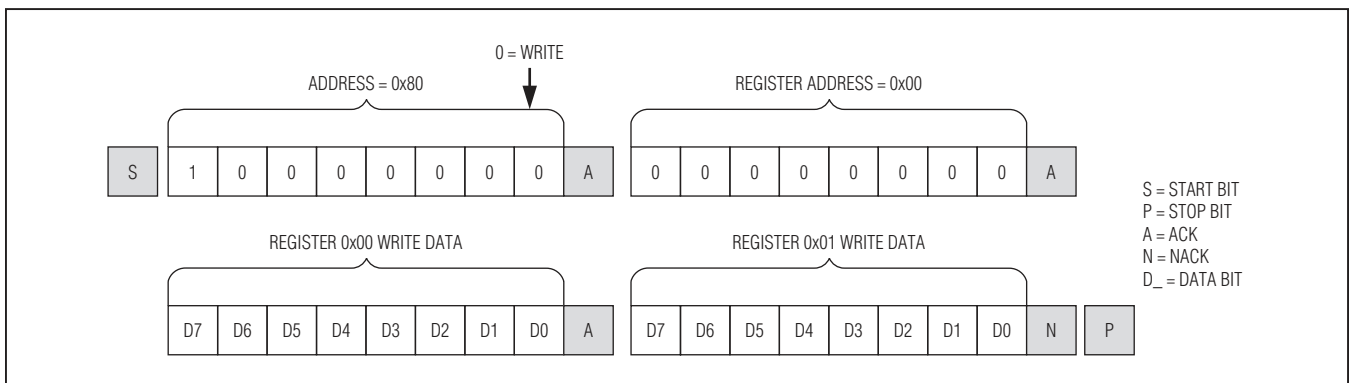 0 = WRITE
ADDRESS = 0x80 REGISTER ADDRESS = 0x00
S 1 0 0 0 0 0 0 0 A 0 0 0 0 0 0 0 0 A
REGISTER 0x00 WRITE DATA REGISTER 0x01 WRITE DATA
D7 D6 D5 D4 D3 D2 D1 D0 A D7 D6 D5 D4 D3 D2 D1 D0 N P
S = START BIT
P = STOP BIT
A = ACK
N = NACK
D_ = DATA BIT